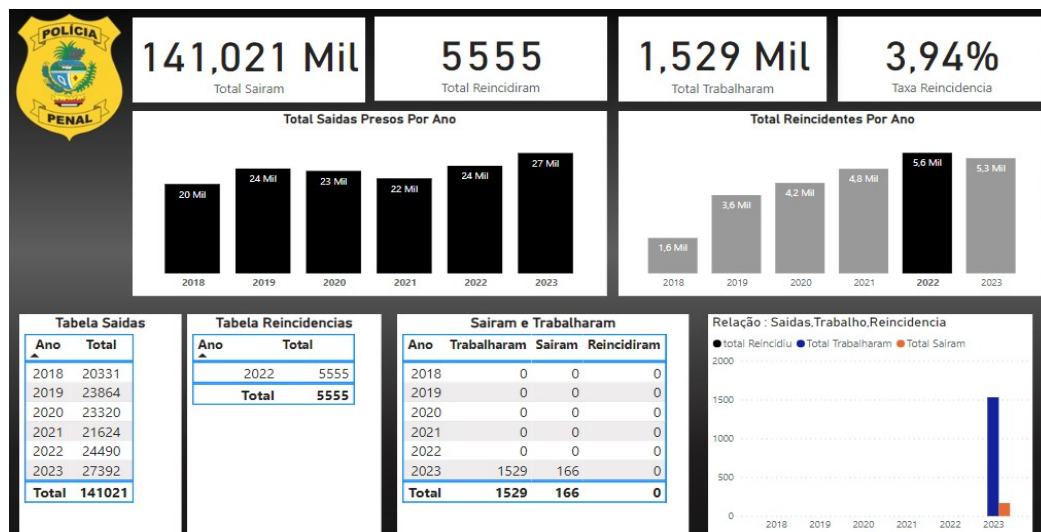 POLÍCIA
PENAL
141,021 Mil
Total Sairam
5555
Total Reincidiram
1,529 Mil
Total Trabalharam
3,94%
Taxa Reincidencia
Total Saidas Presos Por Ano
20 Mil
24 Mil
23 Mil
22 Mil
24 Mil
27 Mil
2018 2019 2020 2021 2022 2023
Total Reincidentes Por Ano
1,6 Mil
3,6 Mil
4,2 Mil
4,8 Mil
5,6 Mil
5,3 Mil
2018 2019 2020 2021 2022 2023
Tabela Saidas
Ano Total
2018 20331
2019 23864
2020 23320
2021 21624
2022 24490
2023 27392
Total 141021
Tabela Reincidencias
Ano Total
2022 5555
Total 5555
Sairam e Trabalharam
Ano Trabalharam Sairam Reincidiram
2018 0 0 0
2019 0 0 0
2020 0 0 0
2021 0 0 0
2022 0 0 0
2023 1529 166 0
Total 1529 166 0
Relação : Saidas,Trabalho,Reincidencia
total Reincidiu Total Trabalharam Total Sairam
2000
1500
1000
500
0
2018 2019 2020 2021 2022 2023